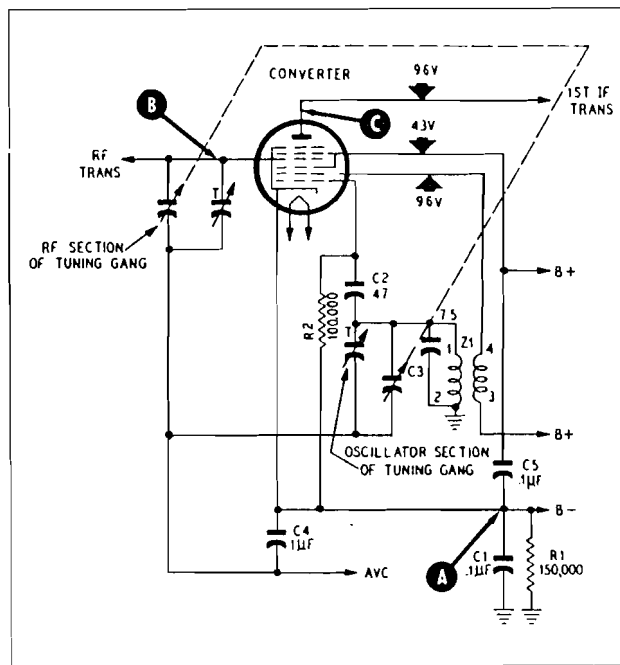 CONVERTER
96V
1ST IF
TRANS
B
C
43V
RF
TRANS
T
96V
RF SECTION
OF TUNING GANG
C2
47
R2
100,000
B+
7.5
T
Z1
1
4
C3
2
3
OSCILLATOR SECTION
OF TUNING GANG
B+
C5
.1µF
B-
C4
.1µF
A
C1
.1µF
R1
150,000
AVC